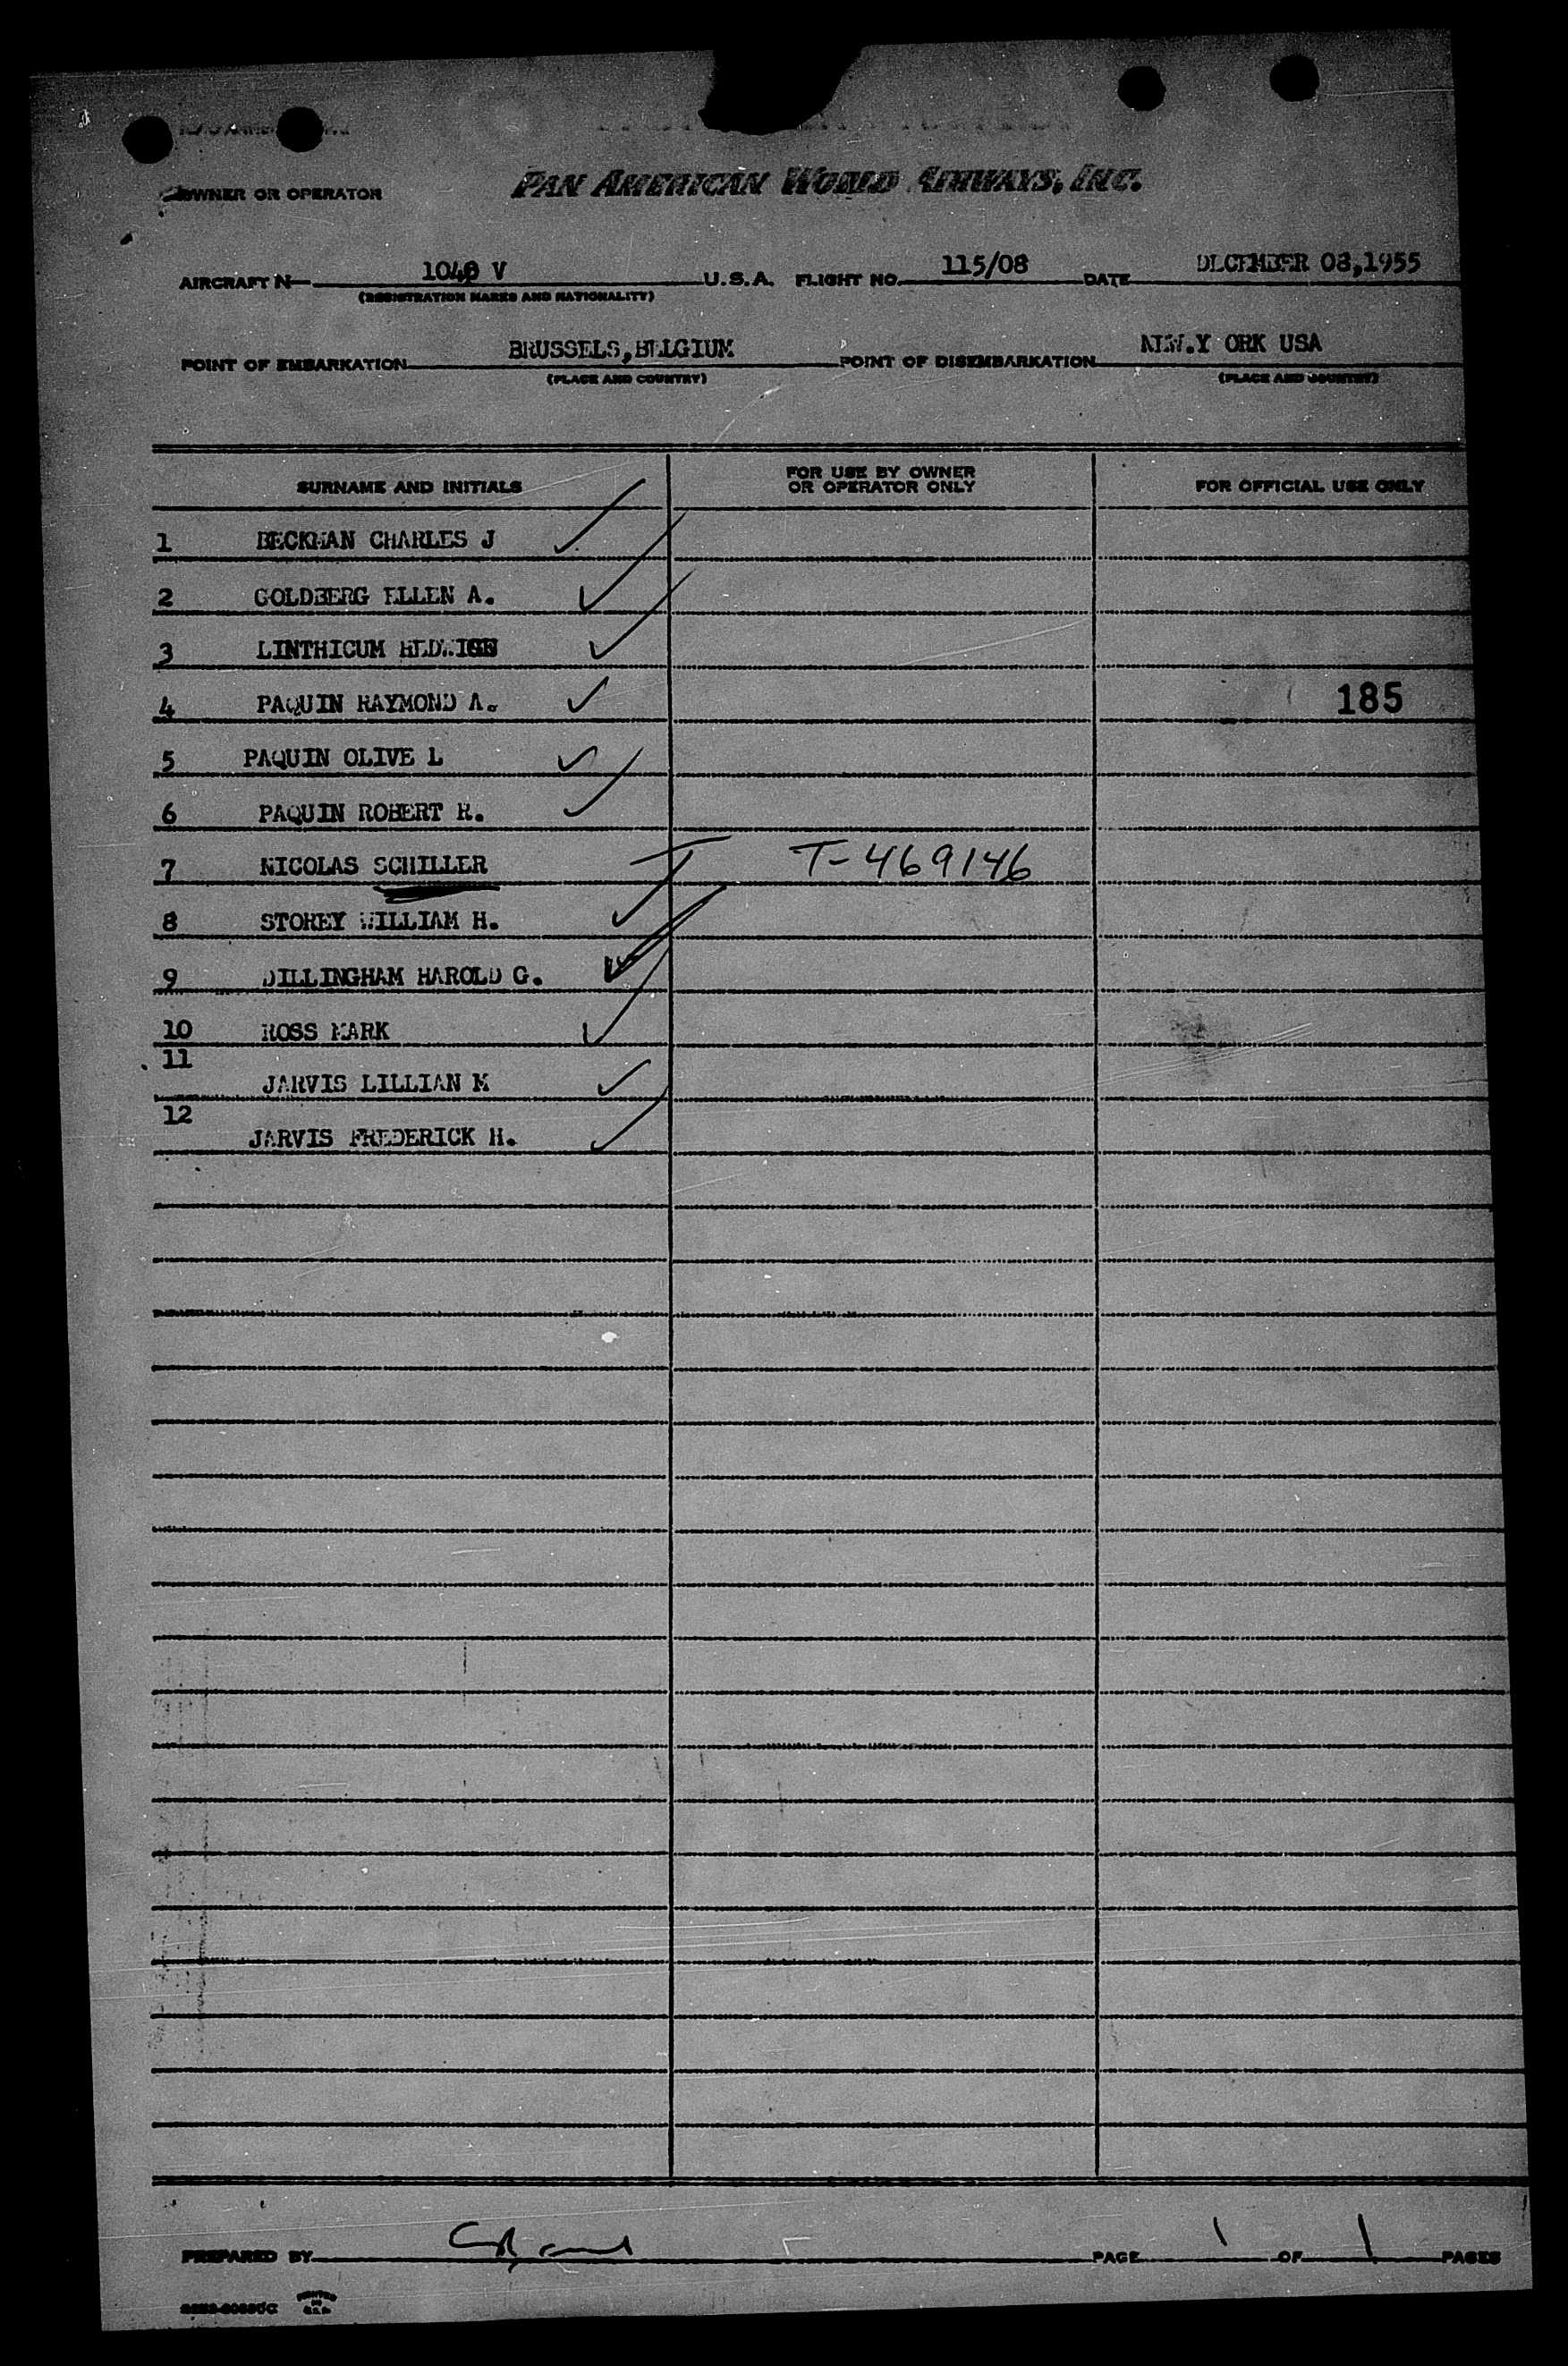 OWNER OR OPERATOR PAN AMERICAN WORLD AIRWAYS, INC.
AIRCRAFT N 1040 V U.S.A. FLIGHT NO. 115/08 DATE DECEMBER 08,1955
(REGISTRATION MARKS AND NATIONALITY)
POINT OF EMBARKATION BRUSSELS,BELGIUM POINT OF DISEMBARKATION NEW.Y ORK USA
(PLACE AND COUNTRY) (PLACE AND COUNTRY)
SURNAME AND INITIALS FOR USE BY OWNER OR OPERATOR ONLY FOR OFFICIAL USE ONLY
1 BECKMAN CHARLES J
2 GOLDBERG ELLEN A.
3 LINTHICUM HEDWIGE
4 PAQUIN RAYMOND A. 185
5 PAQUIN OLIVE L
6 PAQUIN ROBERT R.
7 NICOLAS SCHILLER T-469146
8 STOREY WILLIAM H.
9 DILLINGHAM HAROLD G.
10 ROSS MARK
11 JARVIS LILLIAN M
12 JARVIS FREDERICK H.
PREPARED BY PAGE 1 OF 1 PAGES
PRINTED IN U.S.A.